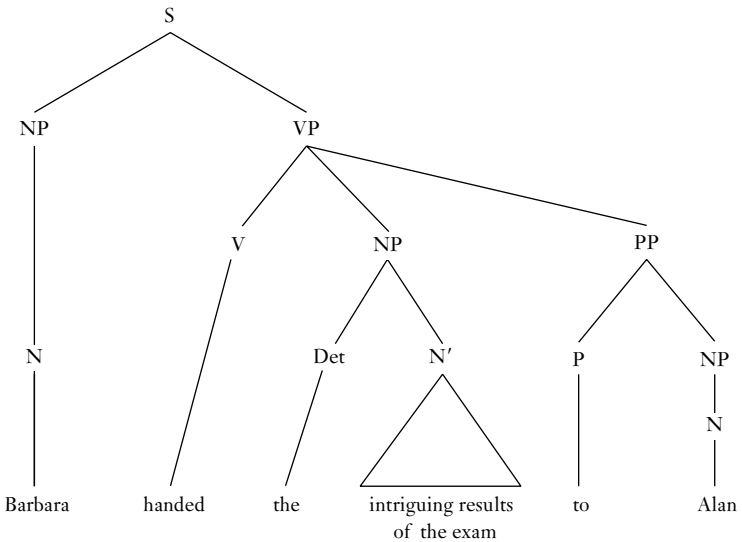 S
NP VP
V NP PP
N Det N′ P NP
N
Barbara handed the intriguing results to Alan
of the exam